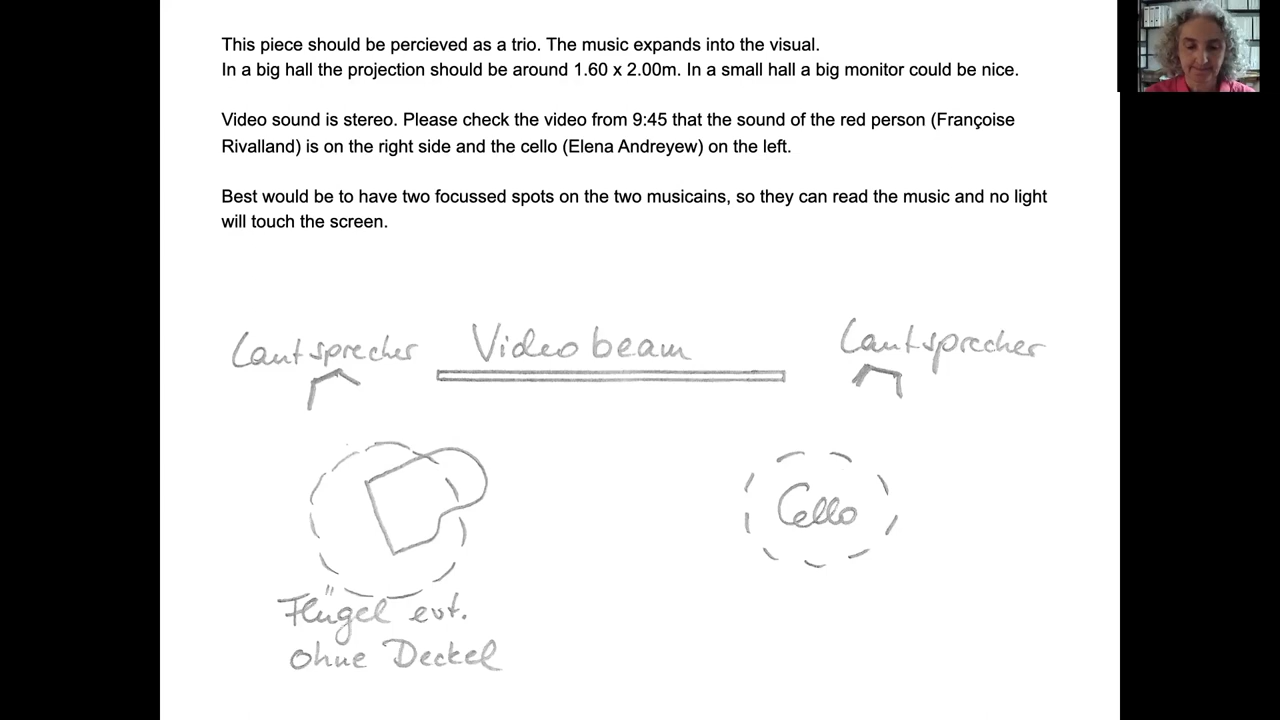 This piece should be percieved as a trio. The music expands into the visual.
In a big hall the projection should be around 1.60 x 2.00m. In a small hall a big monitor could be nice.
Video sound is stereo. Please check the video from 9:45 that the sound of the red person (Françoise
Rivalland) is on the right side and the cello (Elena Andreyew) on the left.
Best would be to have two focussed spots on the two musicains, so they can read the music and no light
will touch the screen.
Lautsprecher Videobeam Lautsprecher
Cello
Flügel evt.
ohne Deckel